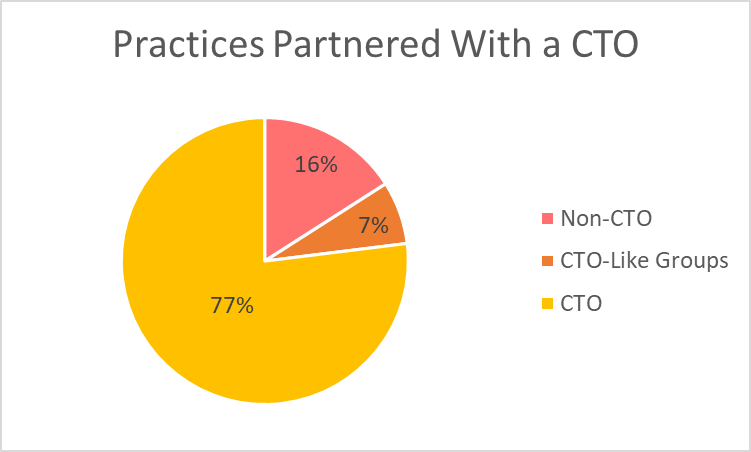 Practices Partnered With a CTO
16%
7%
77%
Non-CTO
CTO-Like Groups
CTO